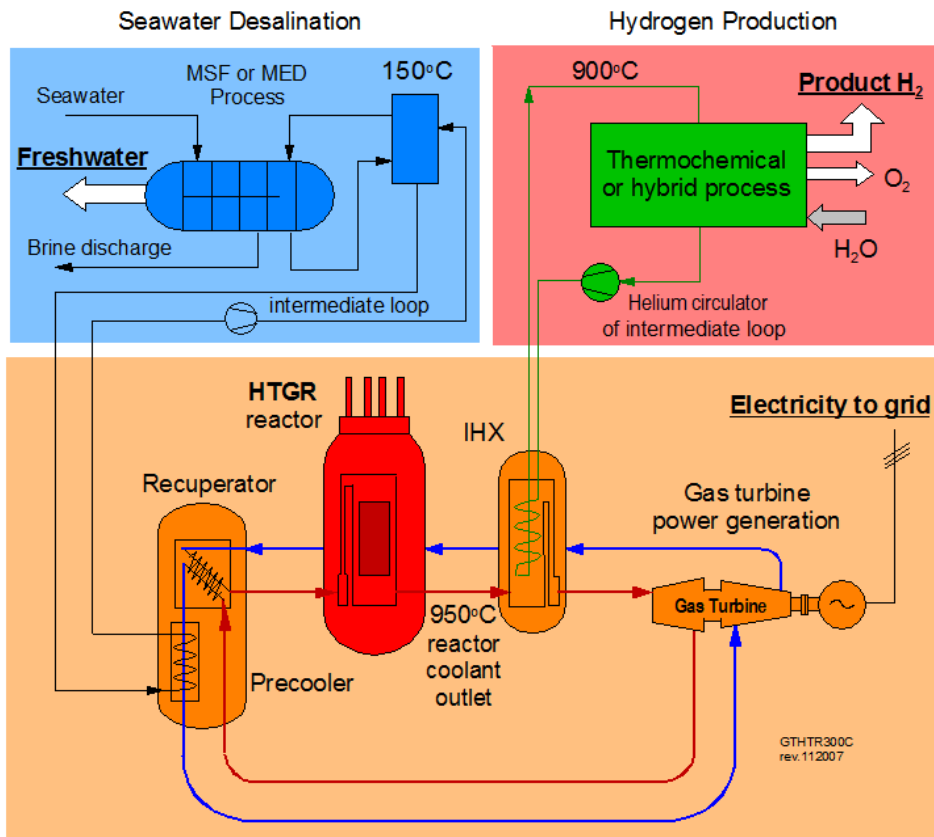 Seawater Desalination
Hydrogen Production
MSF or MED
Process
150°C
Seawater
Freshwater
Brine discharge
intermediate loop
900°C
Product H₂
Thermochemical
or hybrid process
O₂
H₂O
Helium circulator
of intermediate loop
HTGR
reactor
IHX
Electricity to grid
Recuperator
Gas turbine
power generation
Gas Turbine
950°C
reactor
coolant
outlet
Precooler
GTHTR300C
rev.112007